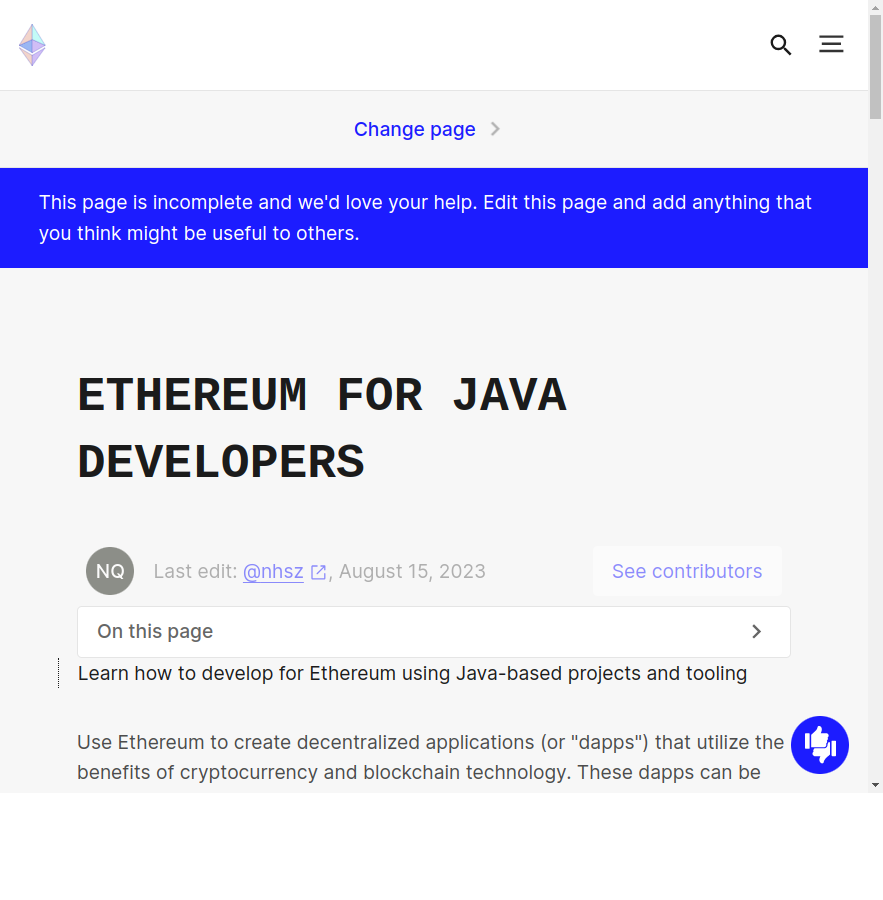 Change page
This page is incomplete and we'd love your help. Edit this page and add anything that
you think might be useful to others.
ETHEREUM FOR JAVA
DEVELOPERS
NQ Last edit: @nhsz, August 15, 2023 See contributors
On this page
Learn how to develop for Ethereum using Java-based projects and tooling
Use Ethereum to create decentralized applications (or "dapps") that utilize the
benefits of cryptocurrency and blockchain technology. These dapps can be